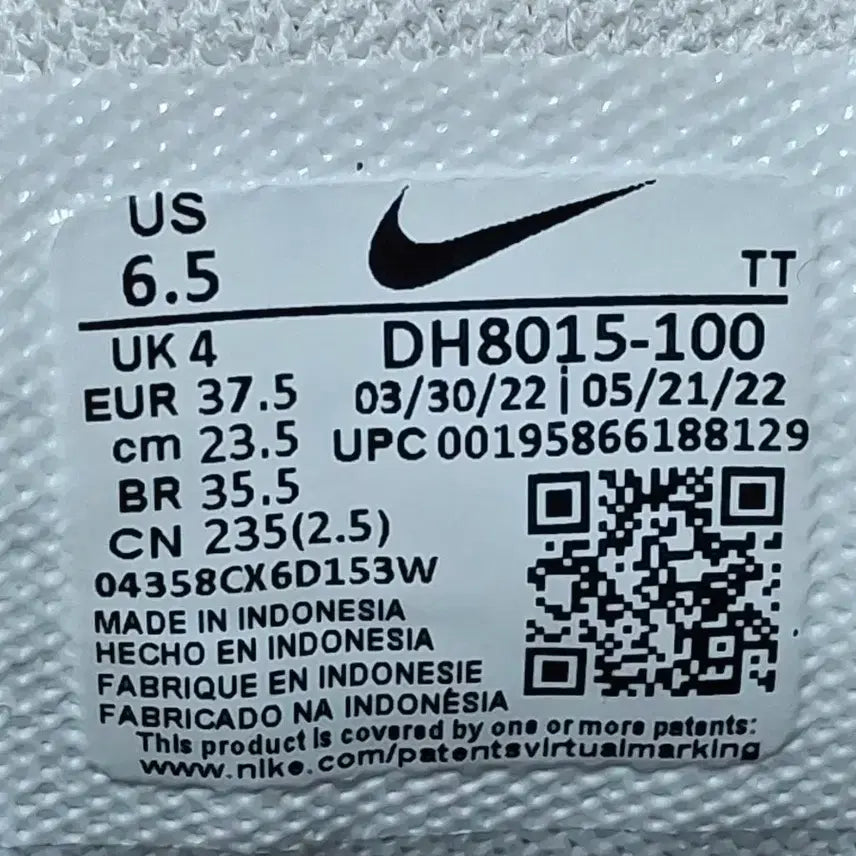 US
6.5
TT
UK 4
DH8015-100
EUR 37.5
03/30/22 | 05/21/22
cm 23.5
UPC 00195866188129
BR 35.5
CN 235(2.5)
04358CX6D153W
MADE IN INDONESIA
HECHO EN INDONESIA
FABRIQUE EN INDONESIE
FABRICADO NA INDONÉSIA
This product is covered by one or more patents:
www.nike.com/patentsvirtualmarking